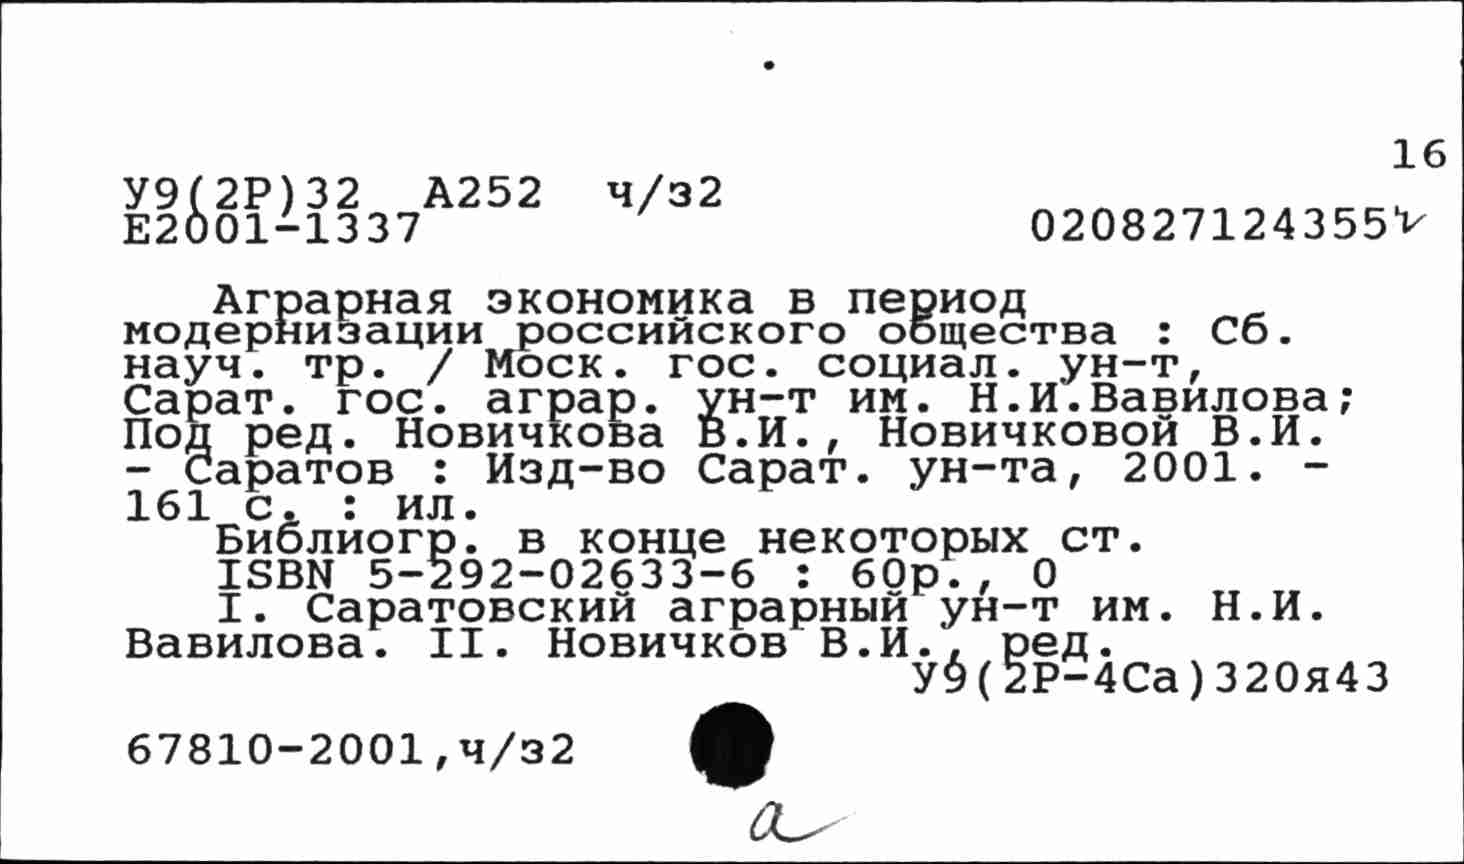 16
У9(2Р)32 А252 ч/з2
Е2001-1337 020827124355
Аграрная экономика в период
модернизации российского общества : Сб.
науч. тр. / Моск. гос. социал. ун-т,
Сарат. гос. аграр. ун-т им. Н.И.Вавилова;
Под ред. Новичкова В.И., Новичковой В.И.
- Саратов : Изд-во Сарат. ун-та, 2001. -
161 с. : ил.
Библиогр. в конце некоторых ст.
ISBN 5-292-02633-6 : 60р., 0
I. Саратовский аграрный ун-т им. Н.И.
Вавилова. II. Новичков В.И., ред.
У9(2Р-4Са)320я43
67810-2001,ч/з2
а